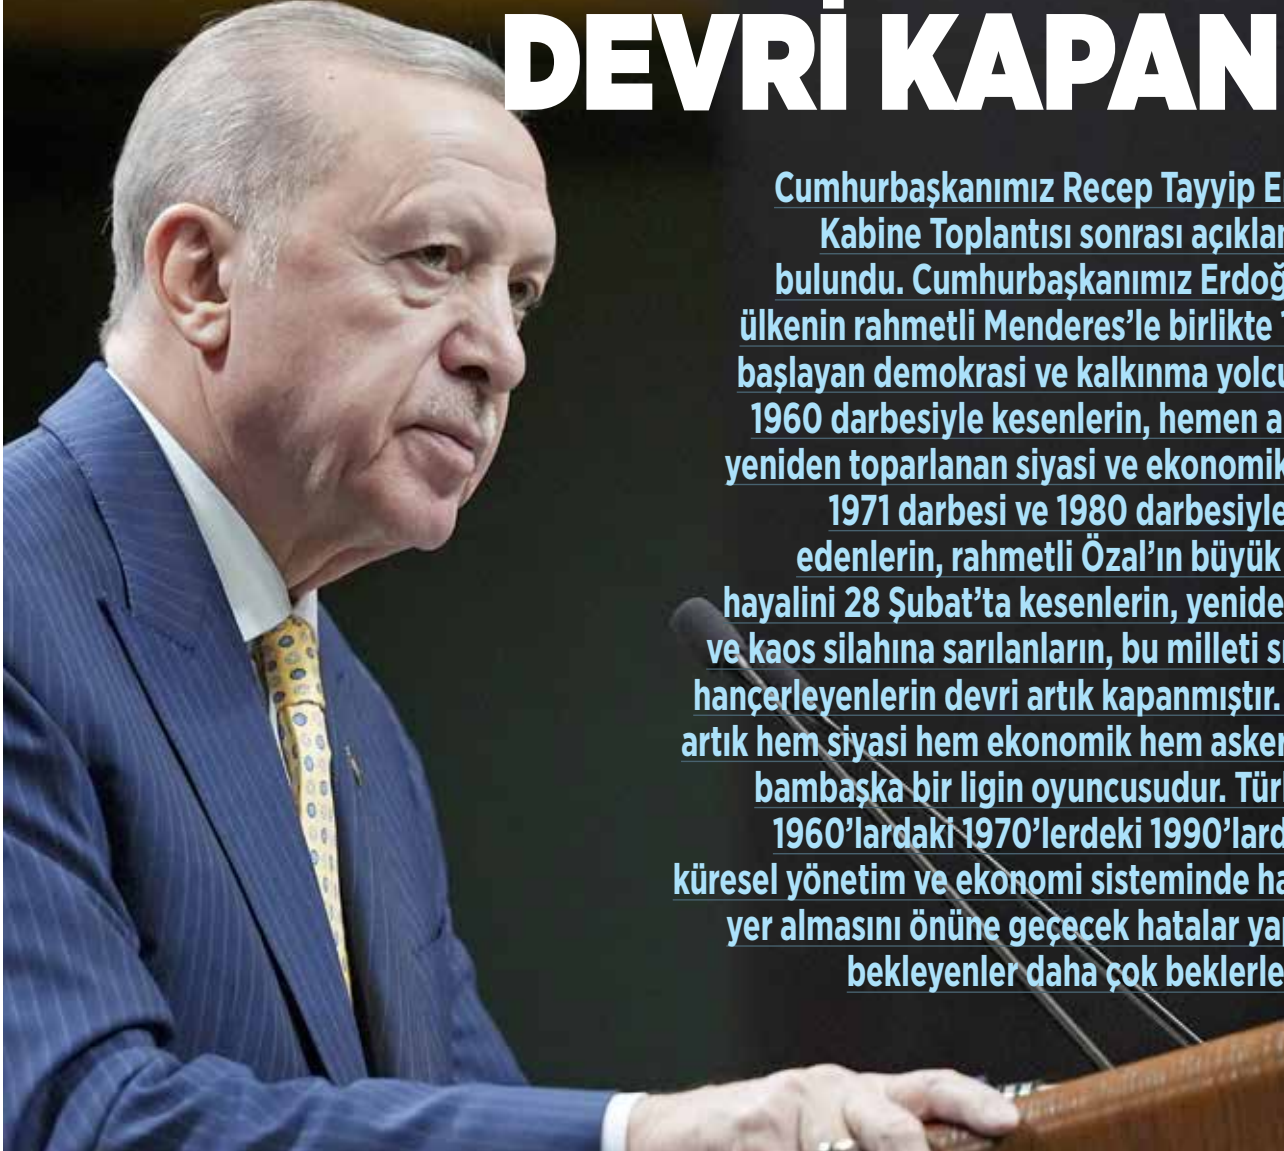 DEVRİ KAPAN
Cumhurbaşkanımız Recep Tayyip E
Kabine Toplantısı sonrası açıklar
bulundu. Cumhurbaşkanımız Erdoğ
ülkenin rahmetli Menderes’le birlikte
başlayan demokrasi ve kalkınma yolcu
1960 darbesiyle kesenlerin, hemen a
yeniden toparlanan siyasi ve ekonomik
1971 darbesi ve 1980 darbesiyle
edenlerin, rahmetli Özal’ın büyük
hayalini 28 Şubat’ta kesenlerin, yenide
ve kaos silahına sarılanların, bu milleti s
hançerleyenlerin devri artık kapanmıştır.
artık hem siyasi hem ekonomik hem asker
bambaşka bir ligin oyuncusudur. Tür
1960’lardaki 1970’lerdeki 1990’lard
küresel yönetim ve ekonomi sisteminde ha
yer almasını önüne geçecek hatalar ya
bekleyenler daha çok beklerle